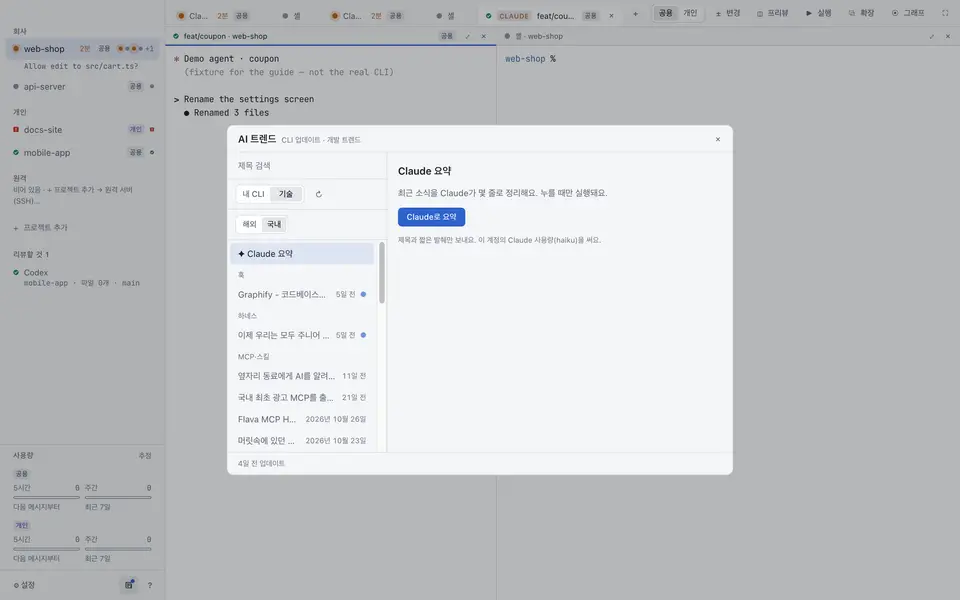 회사
web-shop 2분 공용 +1
Allow edit to src/cart.ts?
api-server 공용
개인
docs-site 개인
mobile-app 공용
원격
비어 있음 · + 프로젝트 추가 → 원격 서버
(SSH)…
+ 프로젝트 추가
리뷰할 것 1
Codex
mobile-app · 파일 0개 · main
사용량 추정
공용
5시간 0 주간 0
다음 메시지부터 최근 7일
개인
5시간 0 주간 0
다음 메시지부터 최근 7일
설정 ?
Cla… 2분 공용 셸 Cla… 2분 공용 셸 CLAUDE feat/cou… 공용 × + 공용 개인 변경 프리뷰 실행 확장 그래프
feat/coupon · web-shop 공용 ×
셸 · web-shop ×
Demo agent · coupon
(fixture for the guide — not the real CLI)
> Rename the settings screen
● Renamed 3 files
web-shop %
AI 트렌드 CLI 업데이트 · 개발 트렌드 ×
제목 검색
내 CLI 기술
해외 국내
✦ Claude 요약
훅
Graphify - 코드베이스… 5일 전
하네스
이제 우리는 모두 주니어 … 5일 전
MCP·스킬
옆자리 동료에게 AI를 알려… 11일 전
국내 최초 광고 MCP를 출… 21일 전
Flava MCP H… 2026년 10월 26일
머릿속에 있던 … 2026년 10월 23일
4일 전 업데이트
Claude 요약
최근 소식을 Claude가 몇 줄로 정리해요. 누를 때만 실행돼요.
Claude로 요약
제목과 짧은 발췌만 보내요. 이 계정의 Claude 사용량(haiku)을 써요.